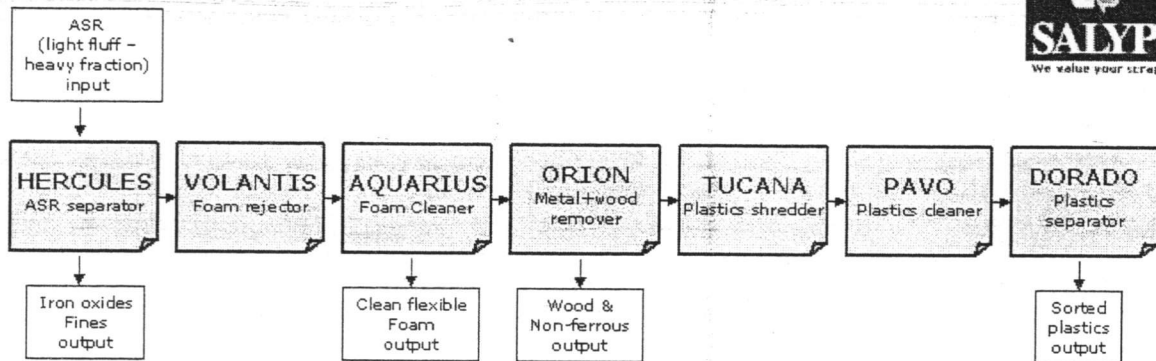 ASR
(light fluff –
heavy fraction)
input
SALYP
We value your scrap
HERCULES
ASR separator
VOLANTIS
Foam rejector
AQUARIUS
Foam Cleaner
ORION
Metal+wood
remover
TUCANA
Plastics shredder
PAVO
Plastics cleaner
DORADO
Plastics
separator
Iron oxides
Fines
output
Clean flexible
Foam
output
Wood &
Non-ferrous
output
Sorted
plastics
output